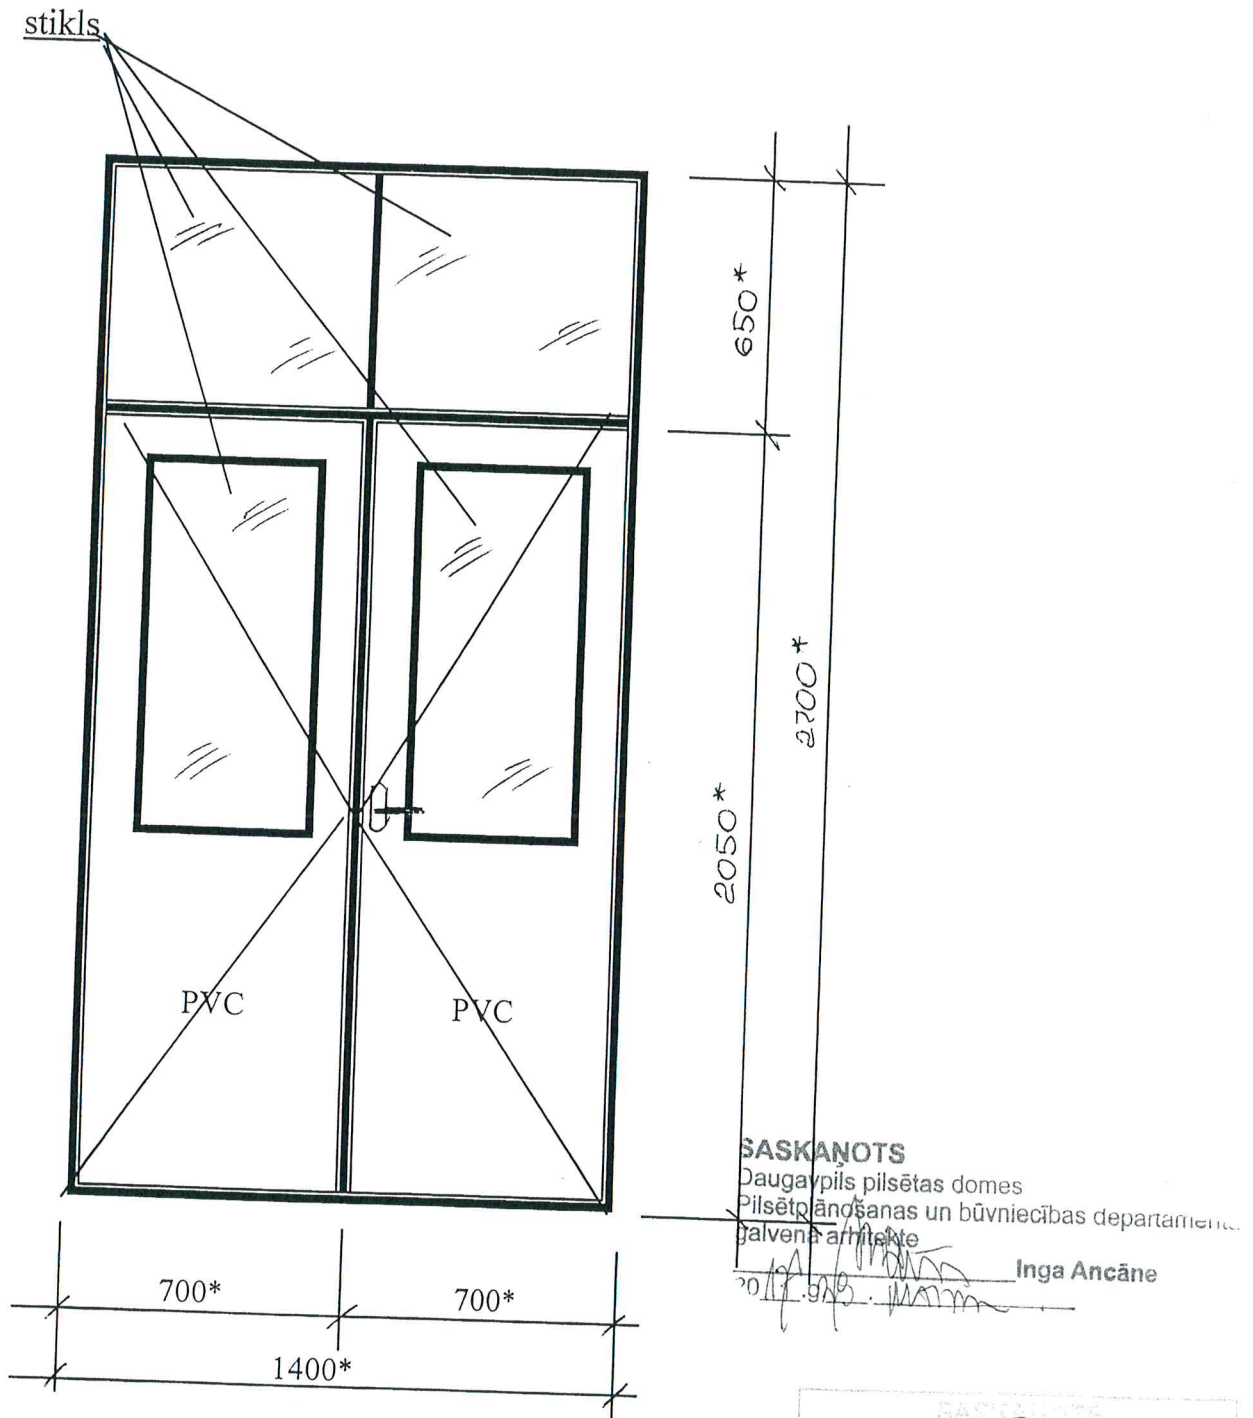 stikls
650*
2700*
2050*
PVC
PVC
SASKAŅOTS
Daugavpils pilsētas domes
Pilsētplānošanas un būvniecības departamenta
galvenā arhitekte
Inga Ancāne
700*
700*
1400*